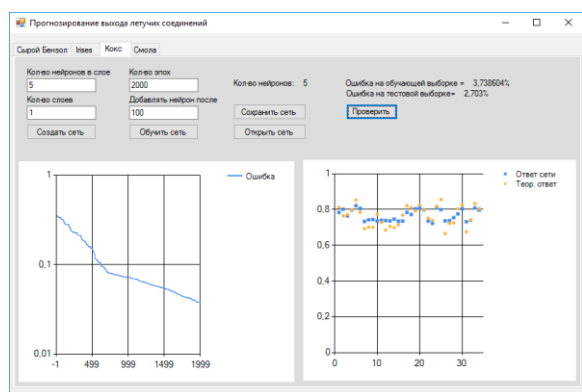 Прогнозирование выхода летучих соединений
Сырой Бензол Irises Кокс Смола
Кол-во нейронов в слое
Кол-во эпох
5
2000
Кол-во нейронов: 5
Ошибка на обучающей выборке = 3,738604%
Ошибка на тестовой выборке= 2,703%
Кол-во слоев
Добавлять нейрон после
1
100
Сохранить сеть
Проверить
Создать сеть
Обучить сеть
Открыть сеть
1
0,1
0,01
-1 499 999 1499 1999
Ошибка
1
0,8
0,6
0,4
0,2
0
0 10 20 30
Ответ сети
Теор. ответ